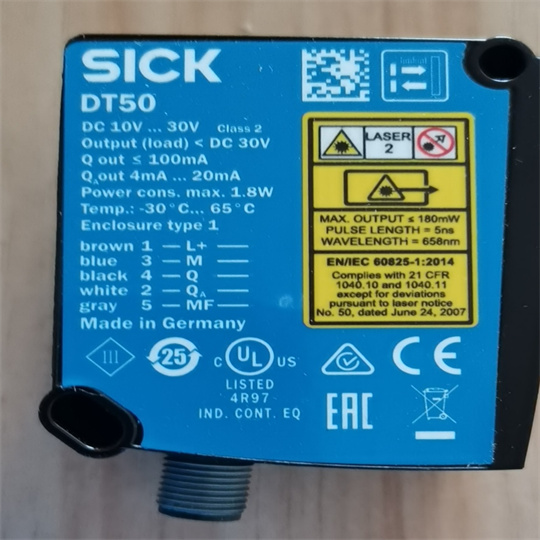 SICK
DT50
DC 10V ... 30V Class 2
Output (load) < DC 30V
Q out ≤ 100mA
QA out 4mA ... 20mA
Power cons. max. 1.8W
Temp.: -30°C... 65°C
Enclosure type 1
brown 1 — L+ —
blue 3 — M —
black 4 — Q —
white 2 — QA —
gray 5 — MF —
Made in Germany
LASER
2
MAX. OUTPUT ≤ 180mW
PULSE LENGTH = 5ns
WAVELENGTH = 658nm
EN/IEC 60825-1:2014
Complies with 21 CFR
1040.10 and 1040.11
except for deviations
pursuant to laser notice
No. 50, dated June 24, 2007
III
25
C UL US
LISTED
4R97
IND. CONT. EQ
CE
EAC